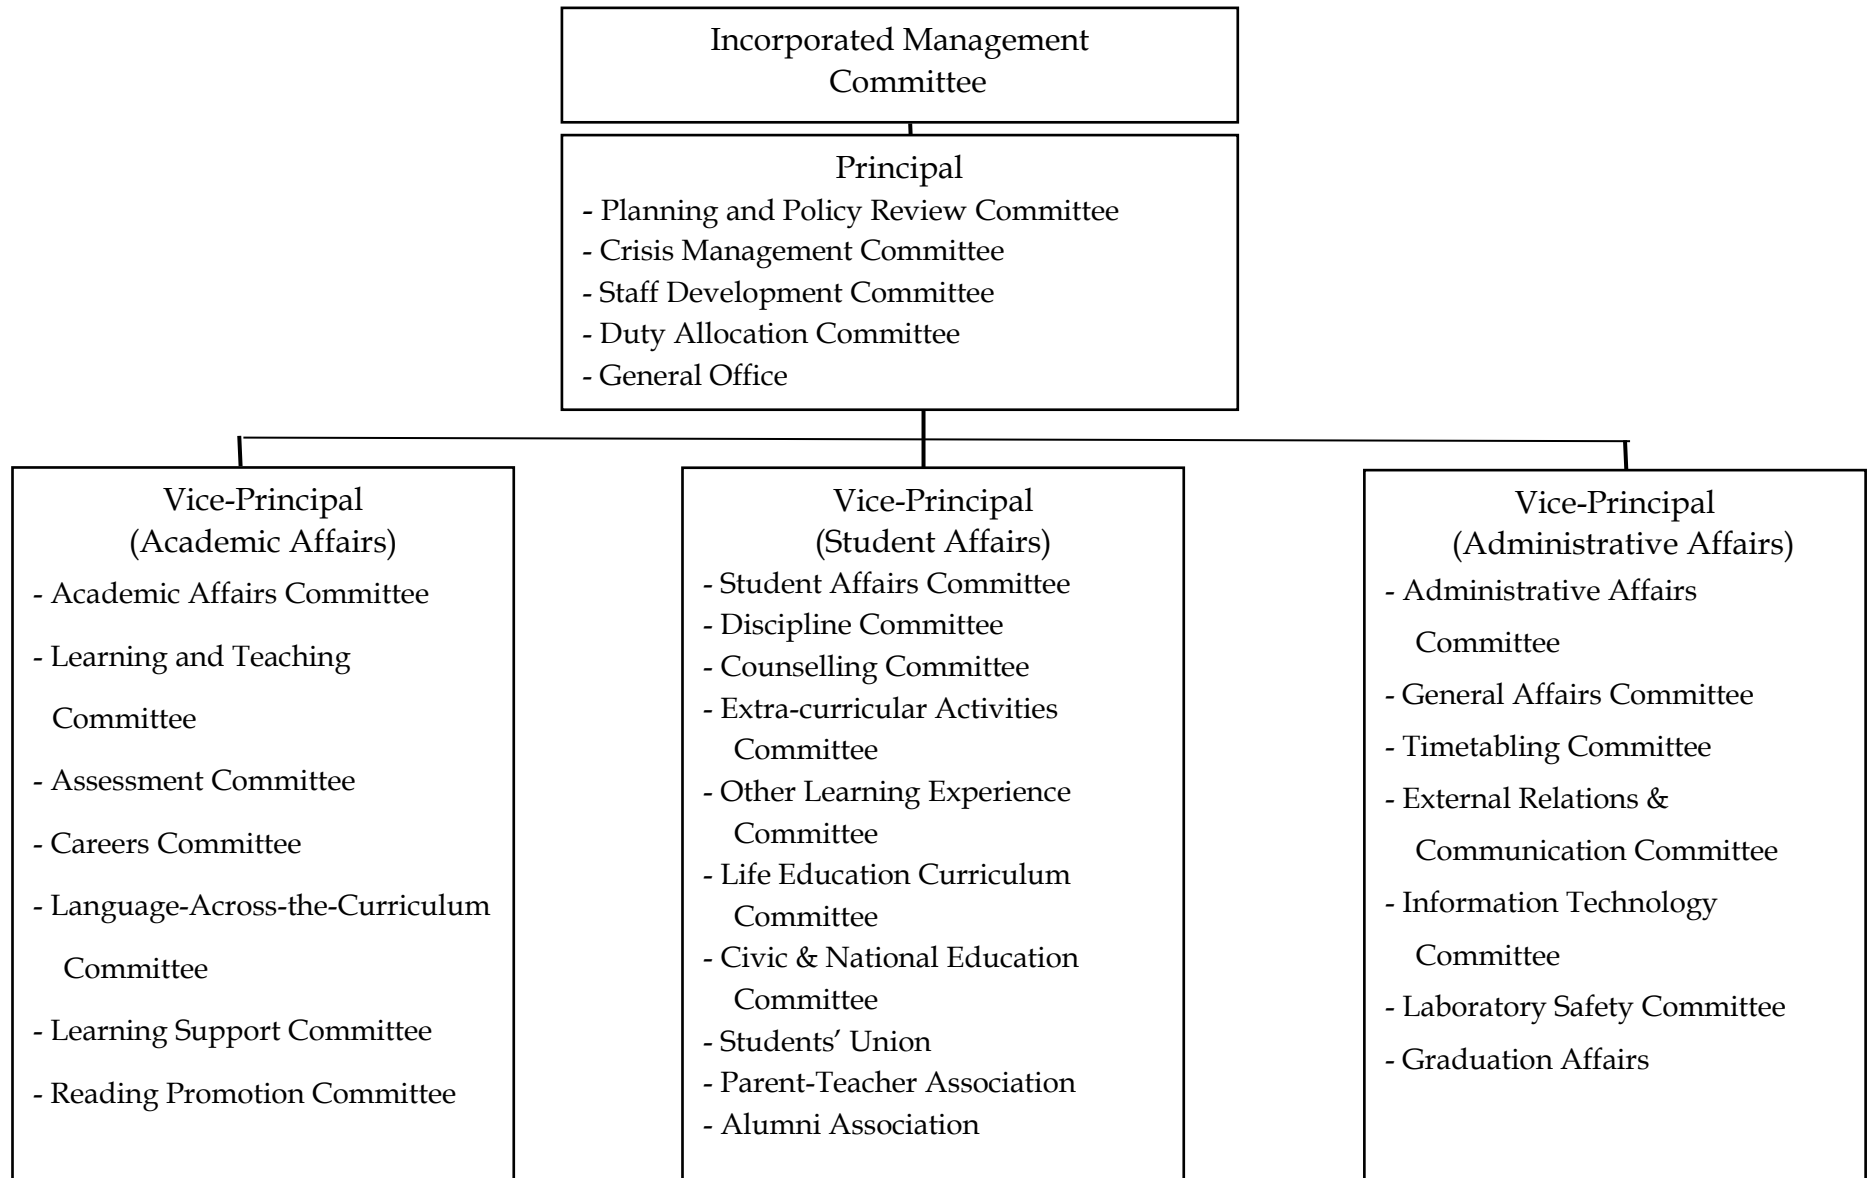 Incorporated Management
Committee
Principal
- Planning and Policy Review Committee
- Crisis Management Committee
- Staff Development Committee
- Duty Allocation Committee
- General Office
Vice-Principal
(Academic Affairs)
- Academic Affairs Committee
- Learning and Teaching
Committee
- Assessment Committee
- Careers Committee
- Language-Across-the-Curriculum
Committee
- Learning Support Committee
- Reading Promotion Committee
Vice-Principal
(Student Affairs)
- Student Affairs Committee
- Discipline Committee
- Counselling Committee
- Extra-curricular Activities
Committee
- Other Learning Experience
Committee
- Life Education Curriculum
Committee
- Civic & National Education
Committee
- Students’ Union
- Parent-Teacher Association
- Alumni Association
Vice-Principal
(Administrative Affairs)
- Administrative Affairs
Committee
- General Affairs Committee
- Timetabling Committee
- External Relations &
Communication Committee
- Information Technology
Committee
- Laboratory Safety Committee
- Graduation Affairs